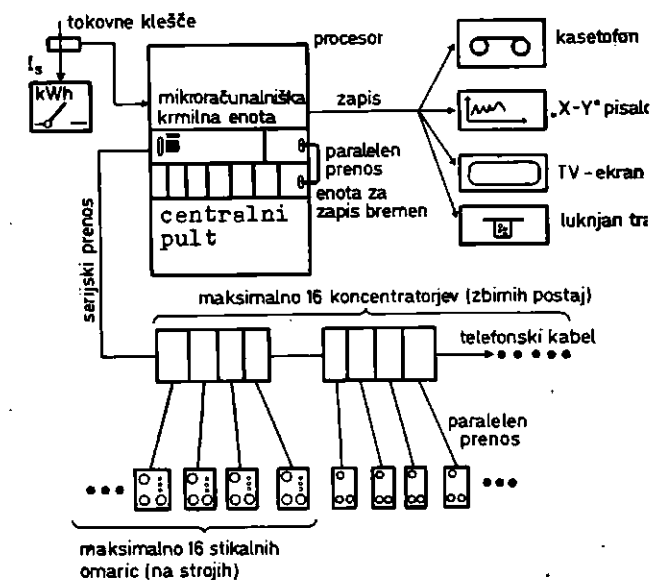 tokovne klešče
Is
kWh
procesor
mikroračunalniška
krmilna enota
zapis
kasetofon
„X-Y" pisalo
TV-ekran
luknjan tra
paralelen
prenos
enota za
zapis bremen
centralni
pult
serijski prenos
maksimalno 16 koncentratorjev (zbirnih postaj)
telefonski kabel
paralelen
prenos
maksimalno 16 stikalnih
omaric (na strojih)